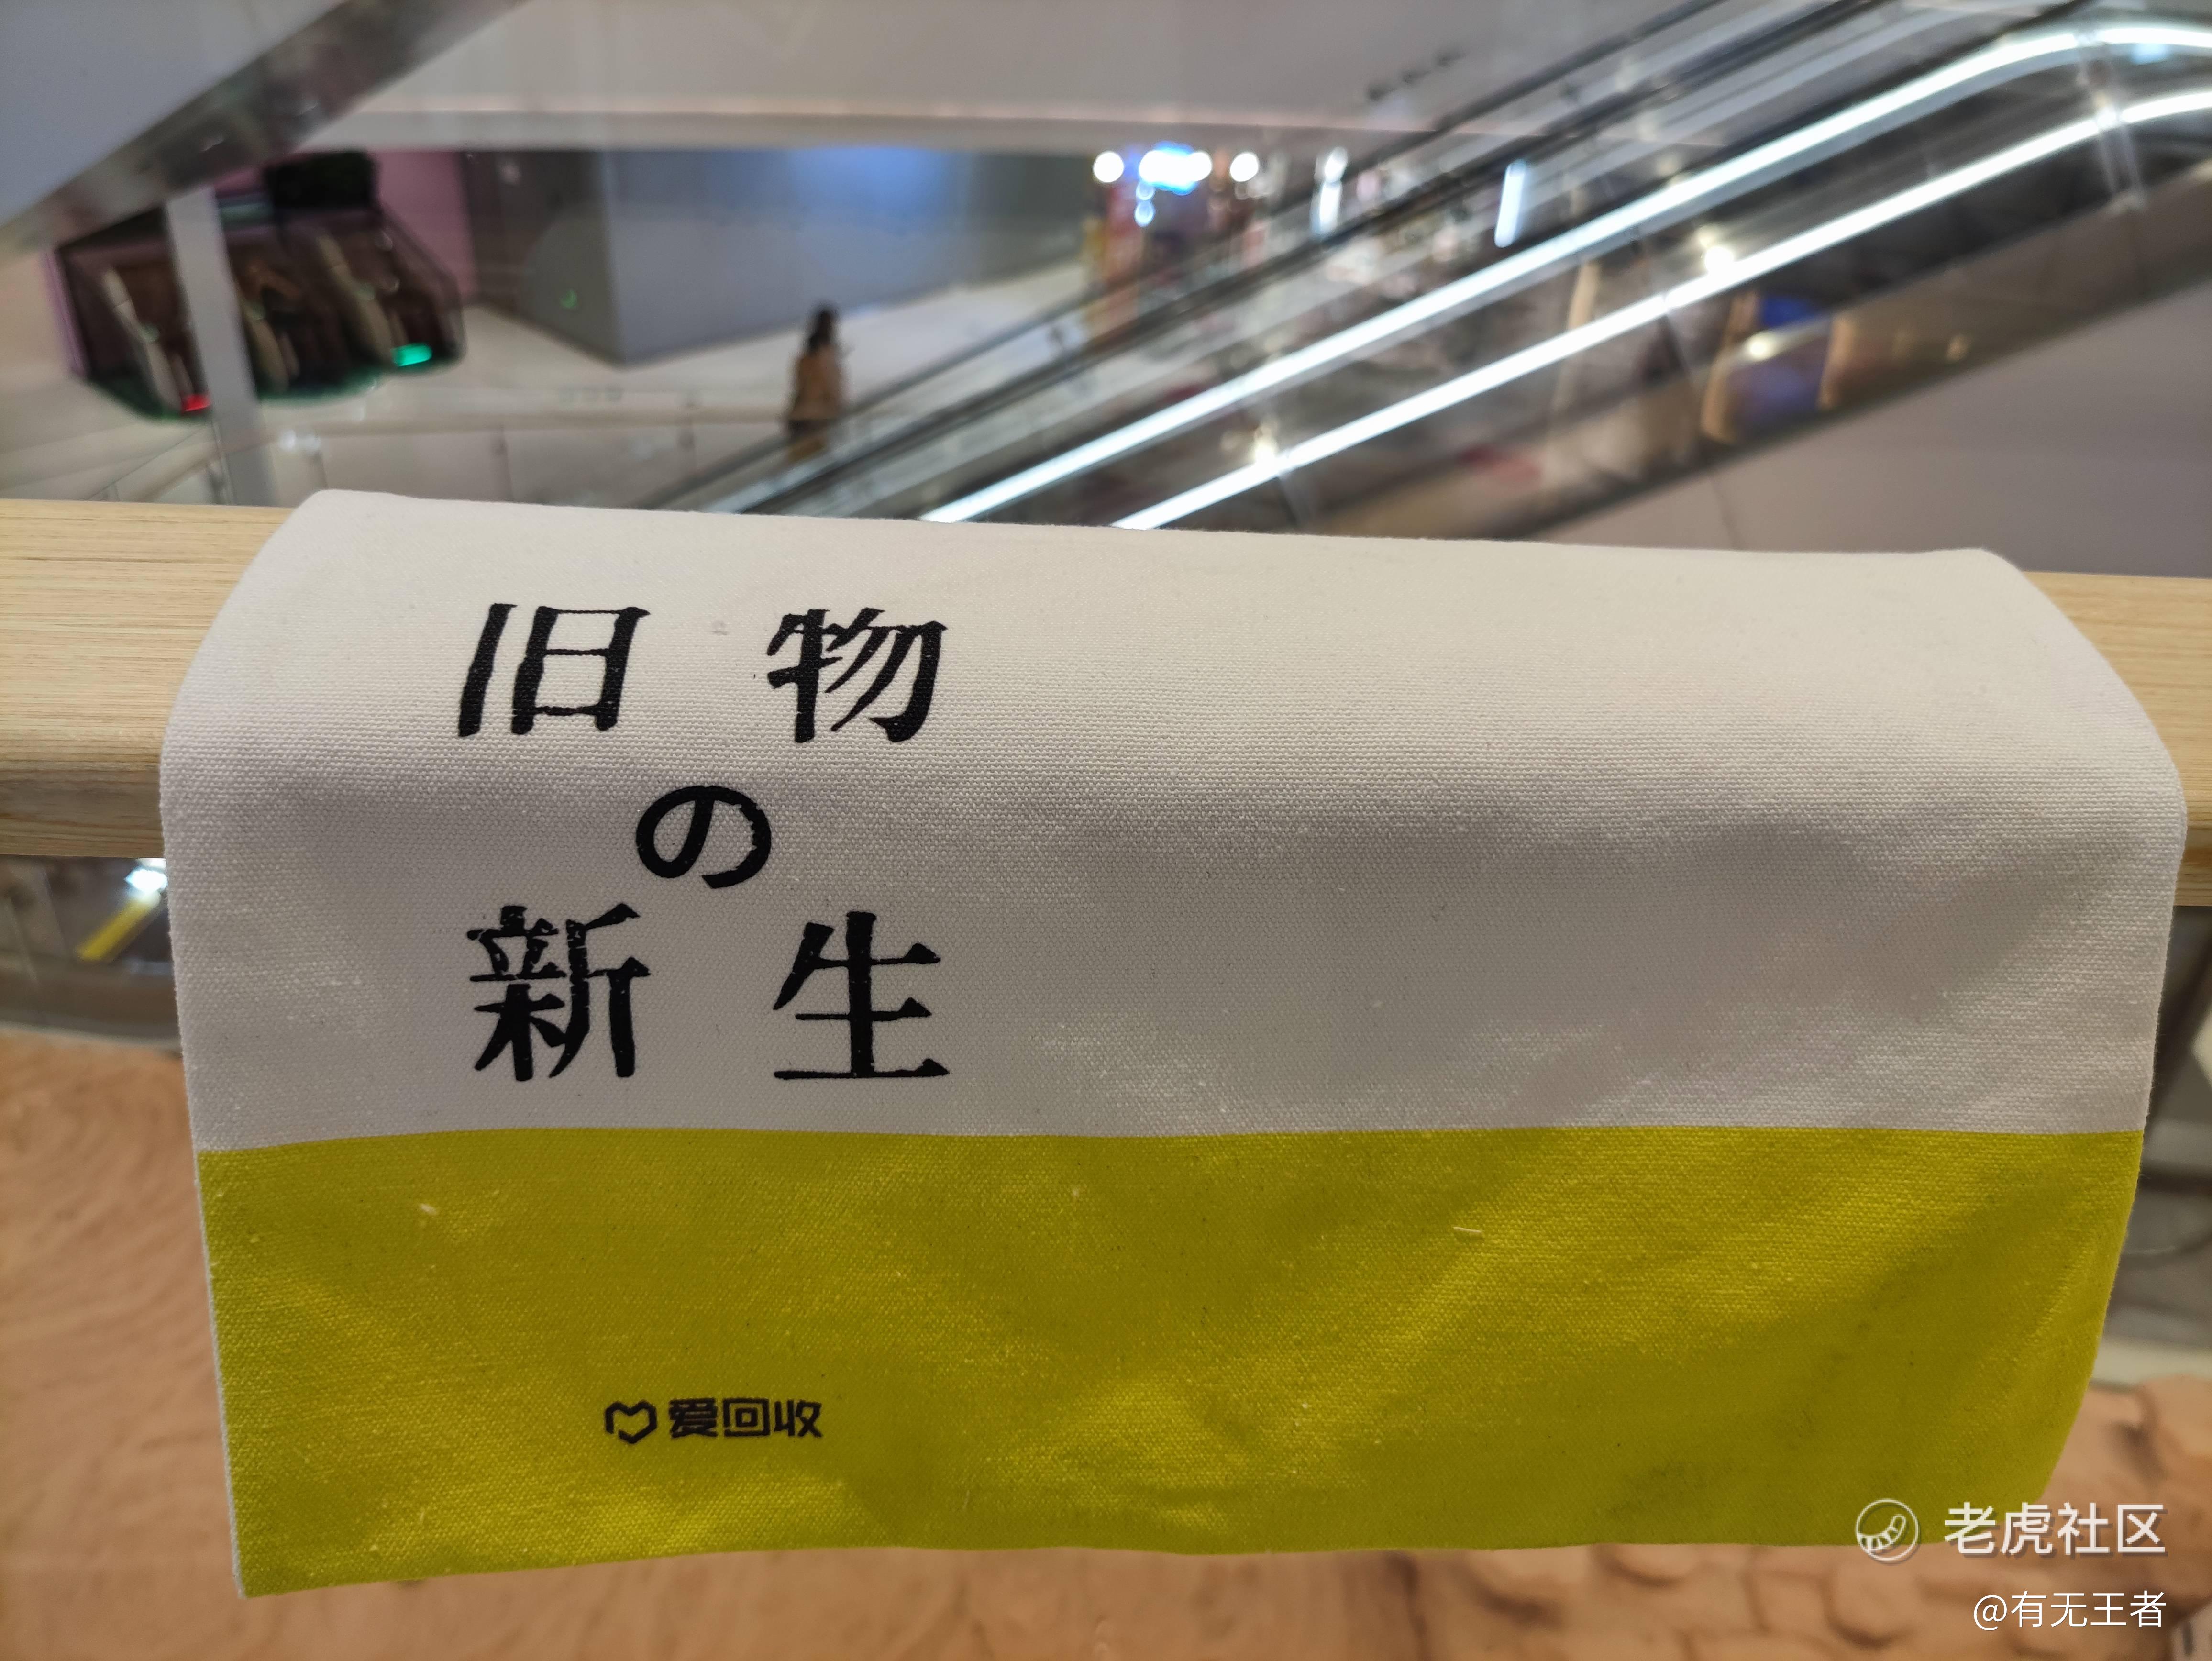 旧物
の
新生
爱回收
老虎社区
@有无王者